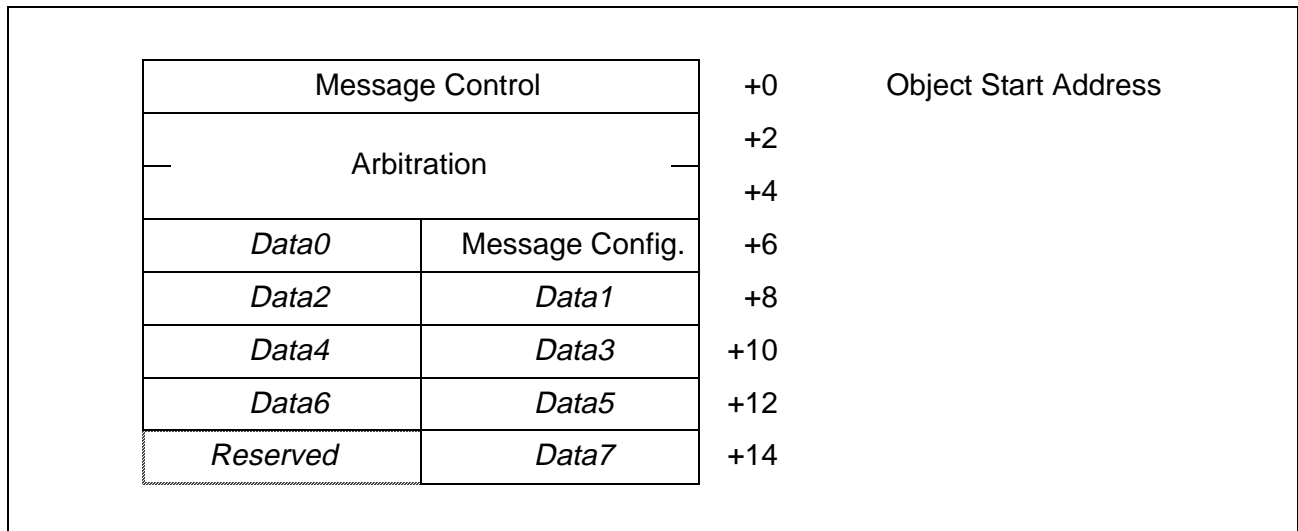 Message Control +0 Object Start Address
+2
Arbitration
+4
Data0 Message Config. +6
Data2 Data1 +8
Data4 Data3 +10
Data6 Data5 +12
Reserved Data7 +14